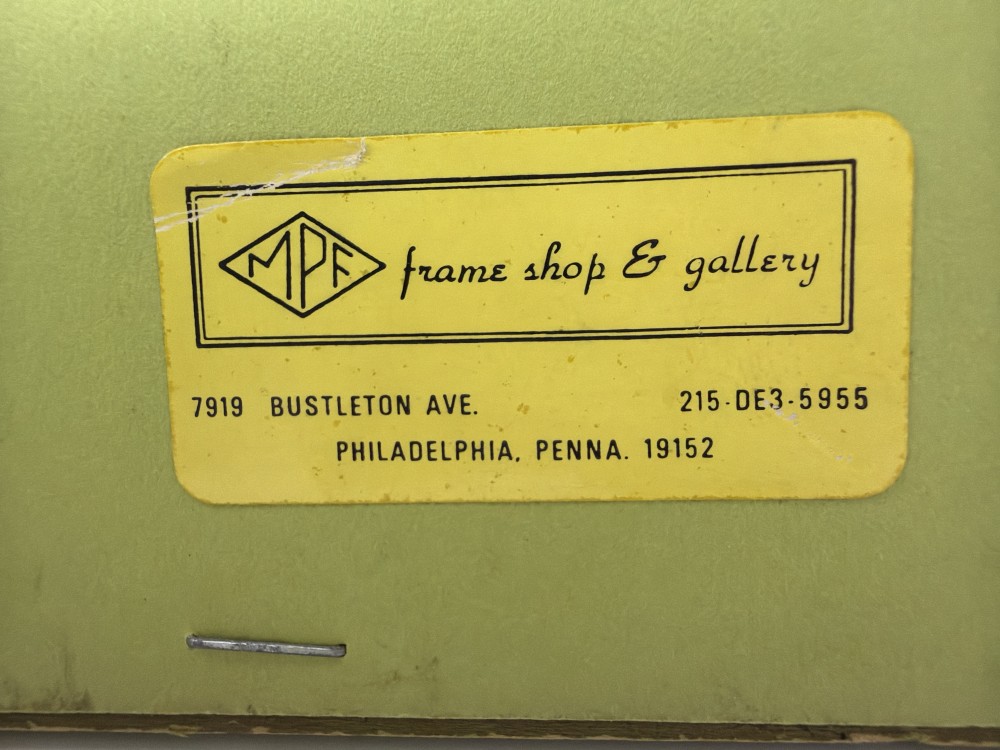 MPF frame shop & gallery
7919 BUSTLETON AVE. 215-DE3-5955
PHILADELPHIA, PENNA. 19152